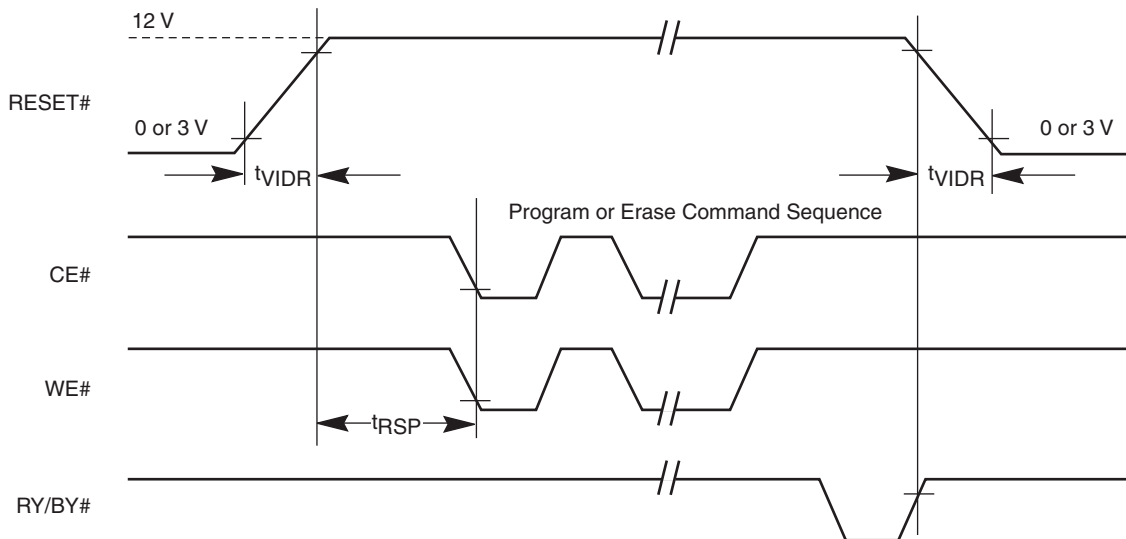 12 V
RESET#
0 or 3 V
0 or 3 V
tVIDR
tVIDR
Program or Erase Command Sequence
CE#
WE#
tRSP
RY/BY#